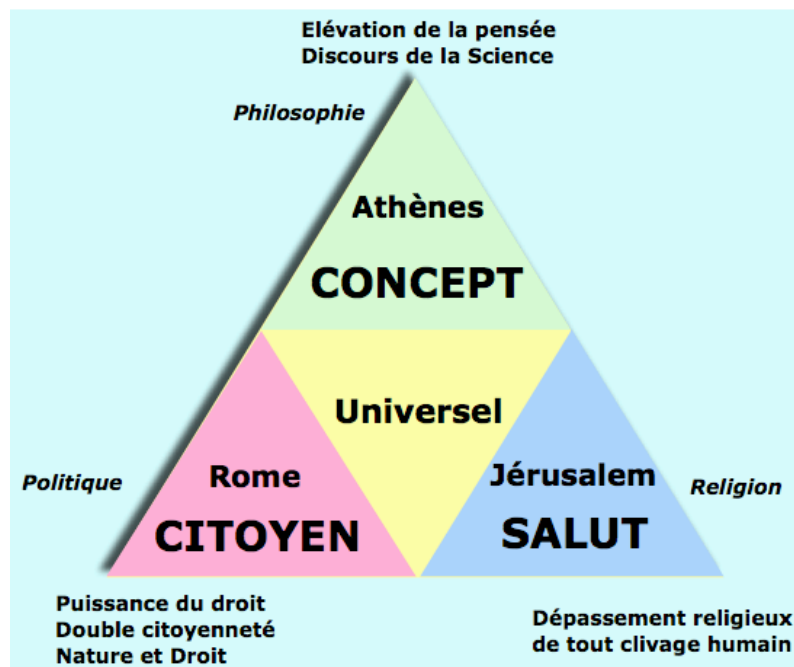 Elévation de la pensée
Discours de la Science
Philosophie
Athènes
CONCEPT
Universel
Politique
Rome
CITOYEN
Jérusalem
SALUT
Religion
Puissance du droit
Double citoyenneté
Nature et Droit
Dépassement religieux
de tout clivage humain